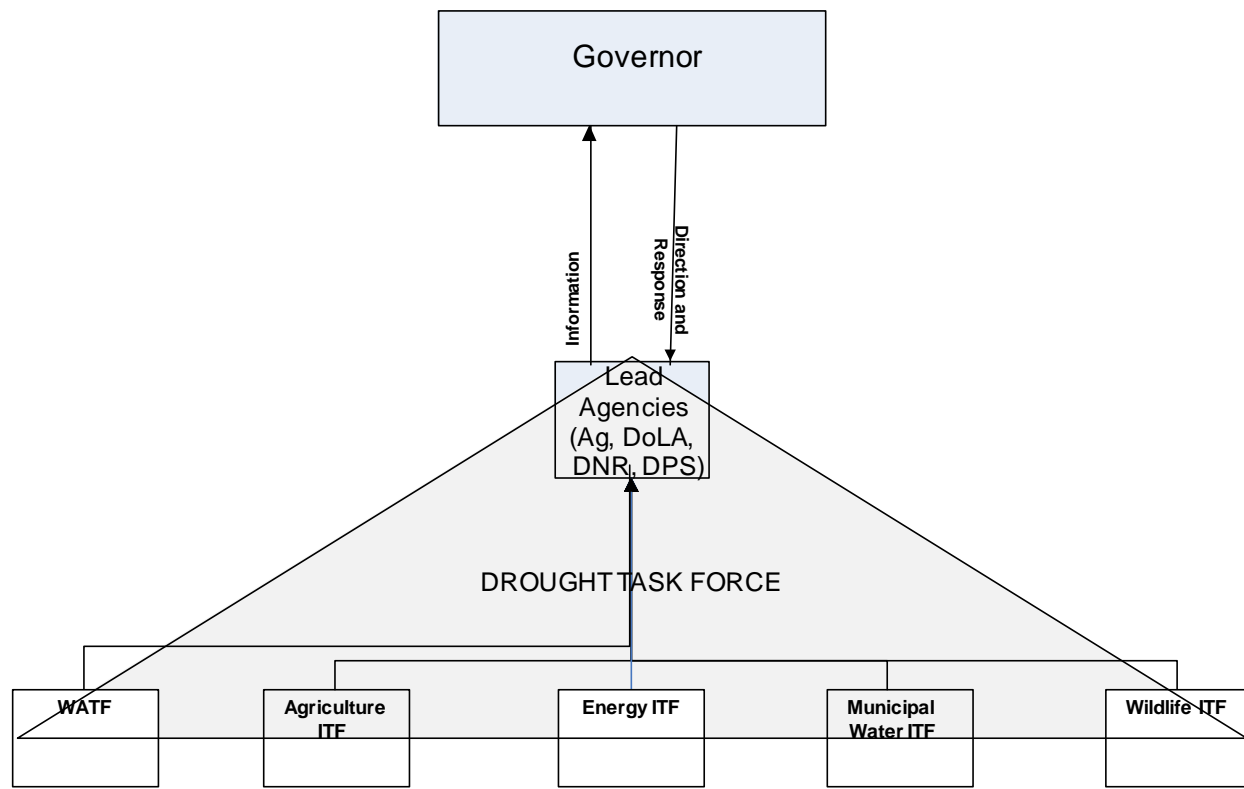 Governor
Information
Direction and
Response
Lead
Agencies
(Ag, DoLA,
DNR, DPS)
DROUGHT TASK FORCE
WATF
Agriculture
ITF
Energy ITF
Municipal
Water ITF
Wildlife ITF